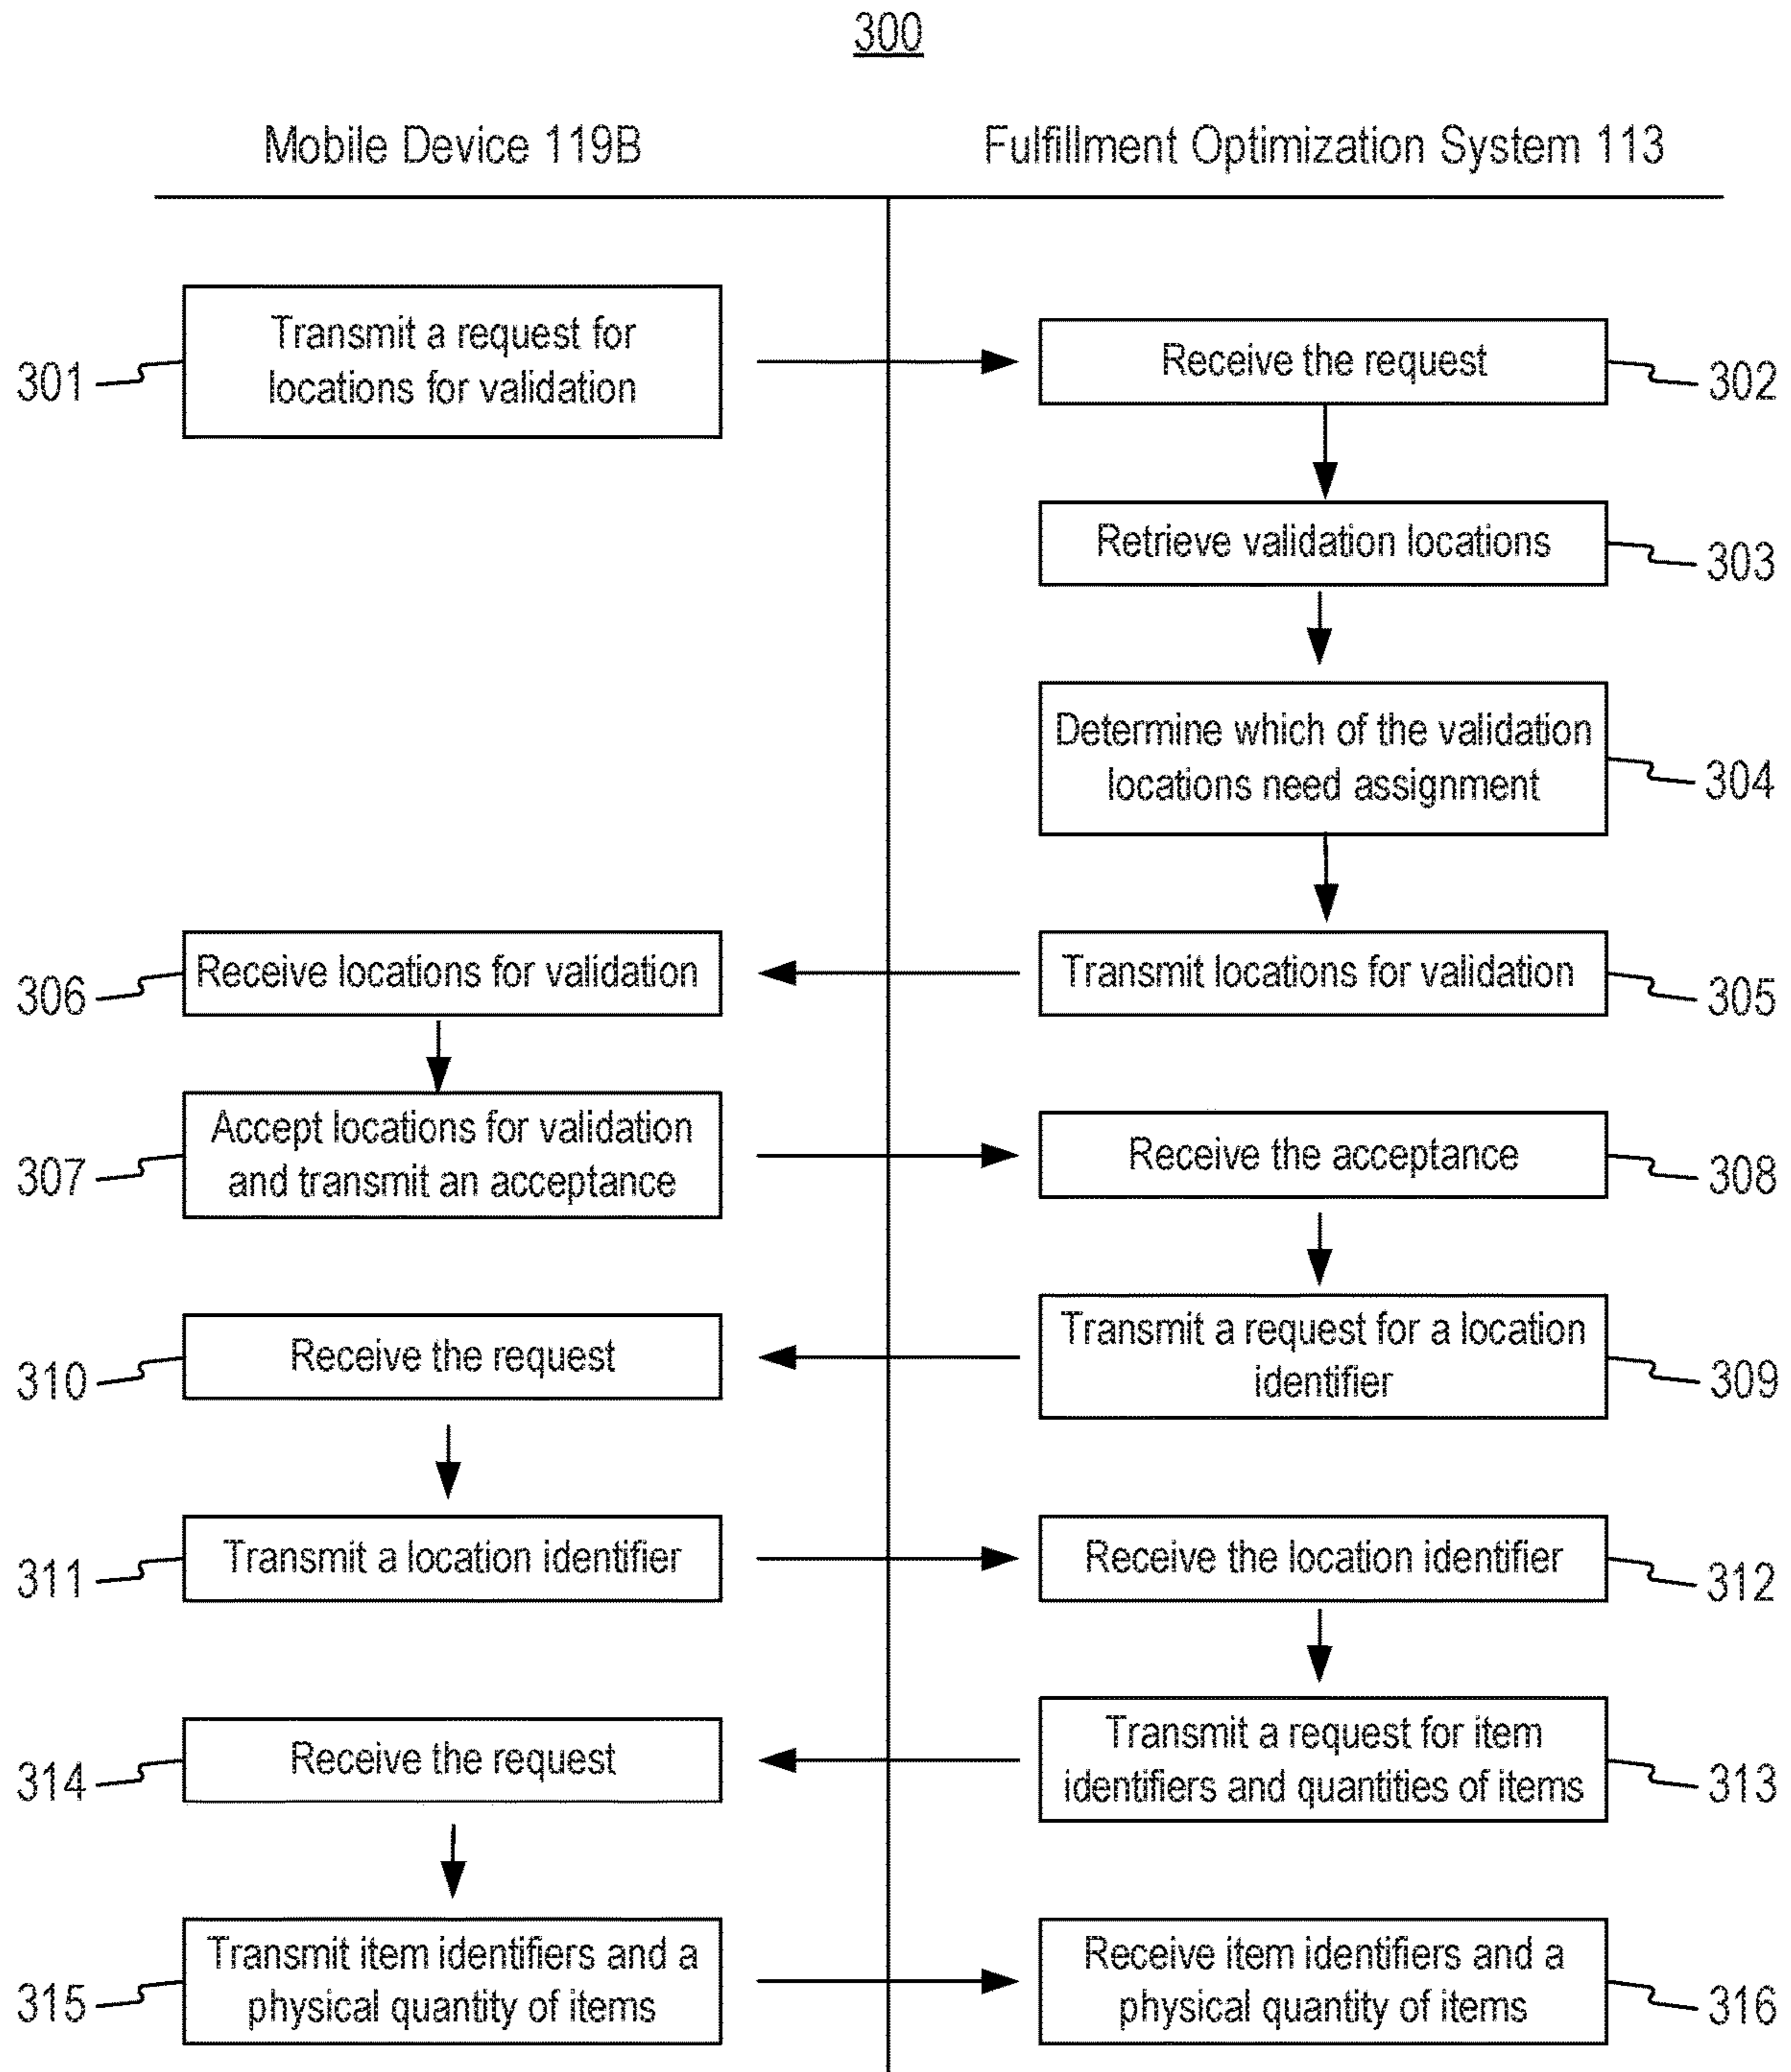 300
Mobile Device 119B
Fulfillment Optimization System 113
Transmit a request for
locations for validation
301
Receive the request
302
Retrieve validation locations
303
Determine which of the validation
locations need assignment
304
Receive locations for validation
306
Transmit locations for validation
305
Accept locations for validation
and transmit an acceptance
307
Receive the acceptance
308
Transmit a request for a location
identifier
309
Receive the request
310
Transmit a location identifier
311
Receive the location identifier
312
Transmit a request for item
identifiers and quantities of items
313
Receive the request
314
Transmit item identifiers and a
physical quantity of items
315
Receive item identifiers and a
physical quantity of items
316